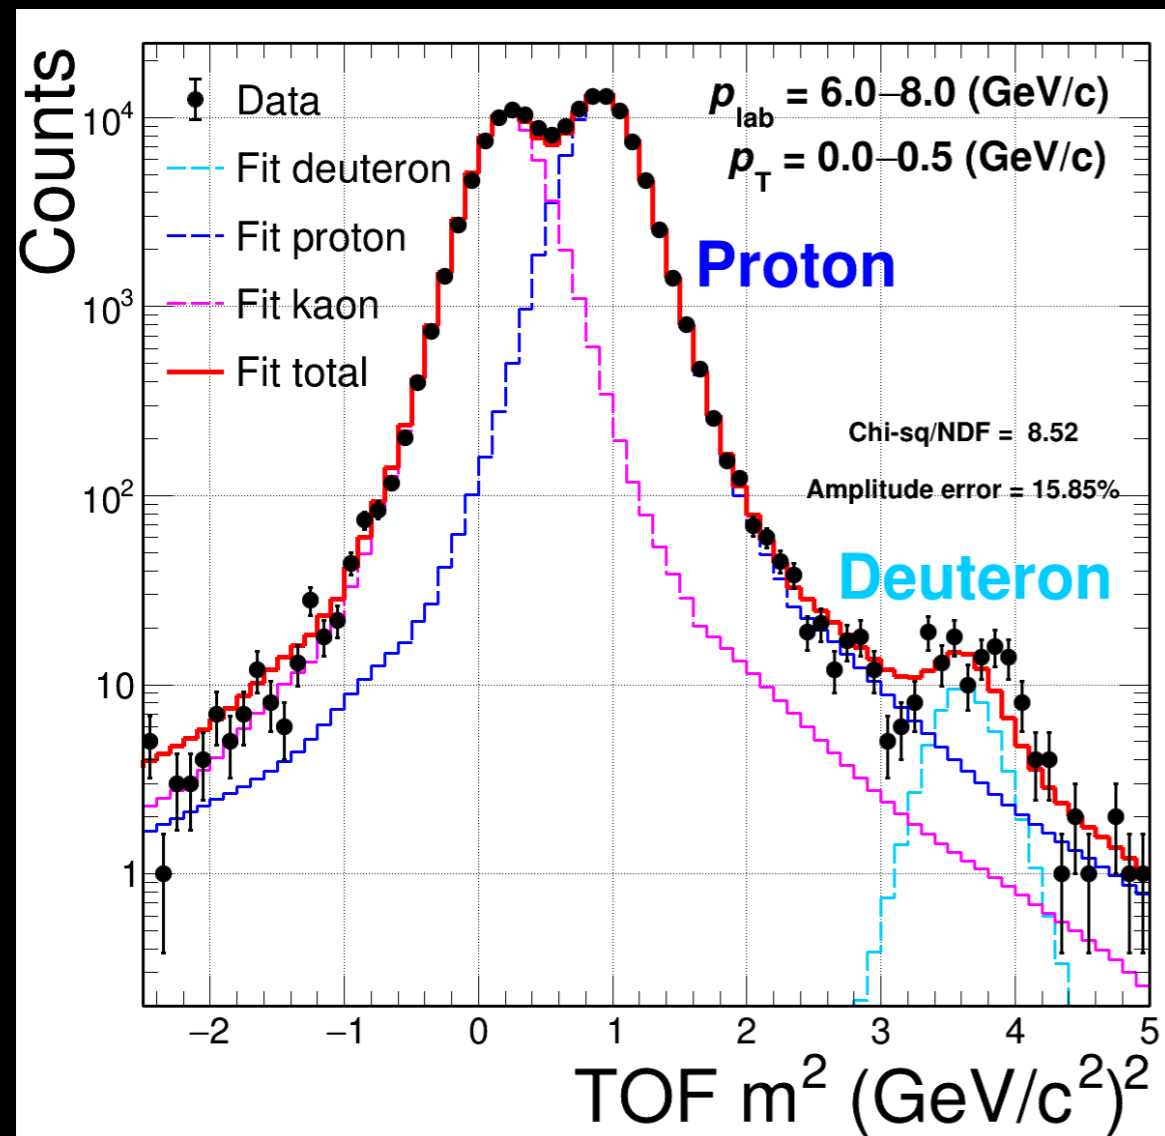 Counts
10⁴
10³
10²
10
1
Data
Fit deuteron
Fit proton
Fit kaon
Fit total
p_lab = 6.0–8.0 (GeV/c)
p_T = 0.0–0.5 (GeV/c)
Proton
Chi-sq/NDF = 8.52
Amplitude error = 15.85%
Deuteron
−2 −1 0 1 2 3 4 5
TOF m² (GeV/c²)²